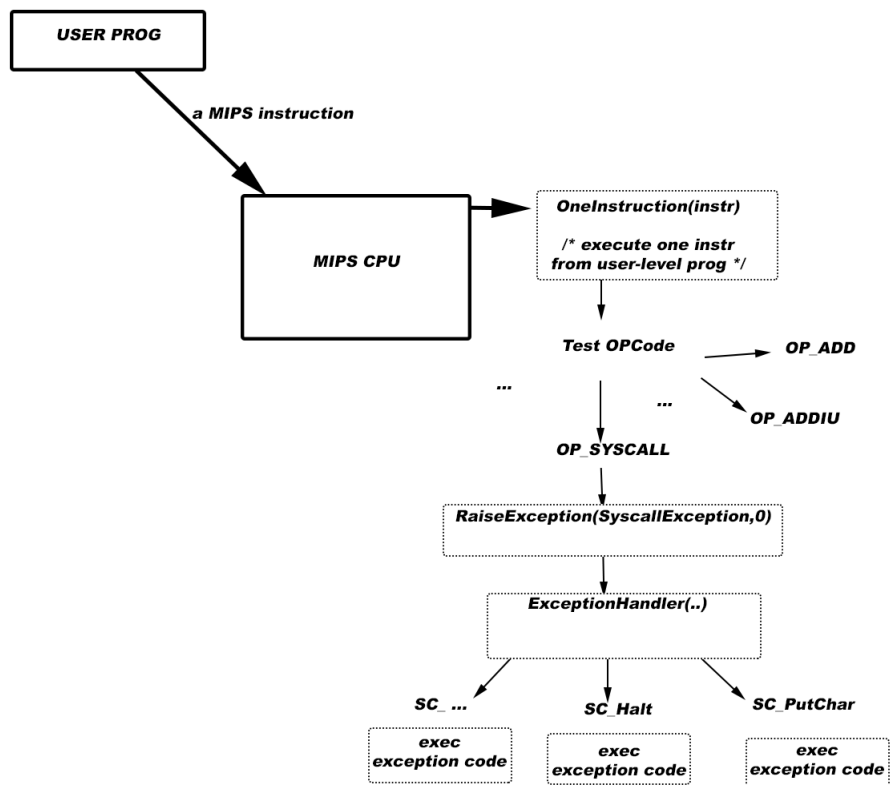 USER PROG
a MIPS instruction
MIPS CPU
OneInstruction(instr)
/* execute one instr
from user-level prog */
Test OPCode
OP_ADD
...
...
OP_ADDIU
OP_SYSCALL
RaiseException(SyscallException,0)
ExceptionHandler(..)
SC_ ...
SC_Halt
SC_PutChar
exec
exception code
exec
exception code
exec
exception code